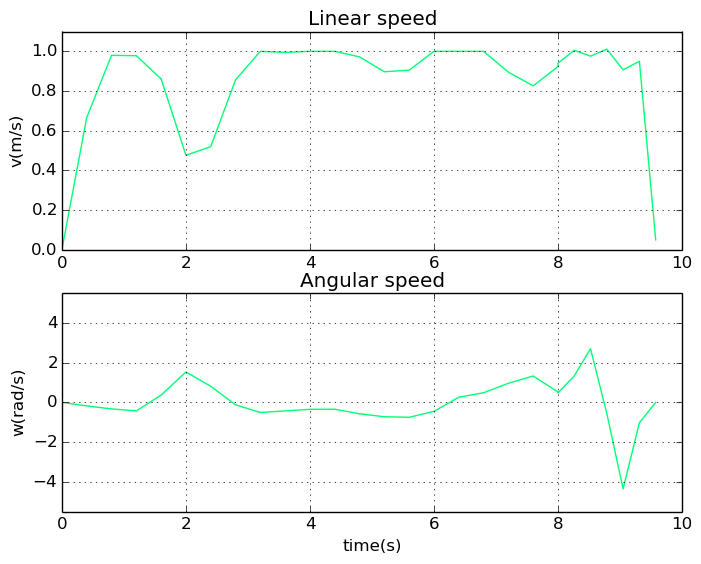 Linear speed
1.0
0.8
0.6
0.4
0.2
0.0
v(m/s)
0 2 4 6 8 10
Angular speed
4
2
0
−2
−4
w(rad/s)
0 2 4 6 8 10
time(s)